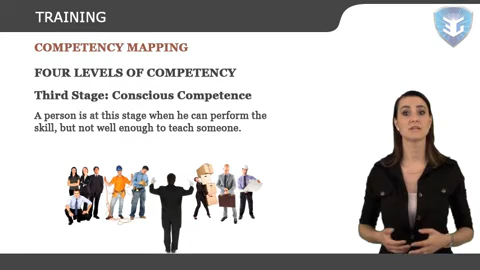 TRAINING
COMPETENCY MAPPING
FOUR LEVELS OF COMPETENCY
Third Stage: Conscious Competence
A person is at this stage when he can perform the
skill, but not well enough to teach someone.